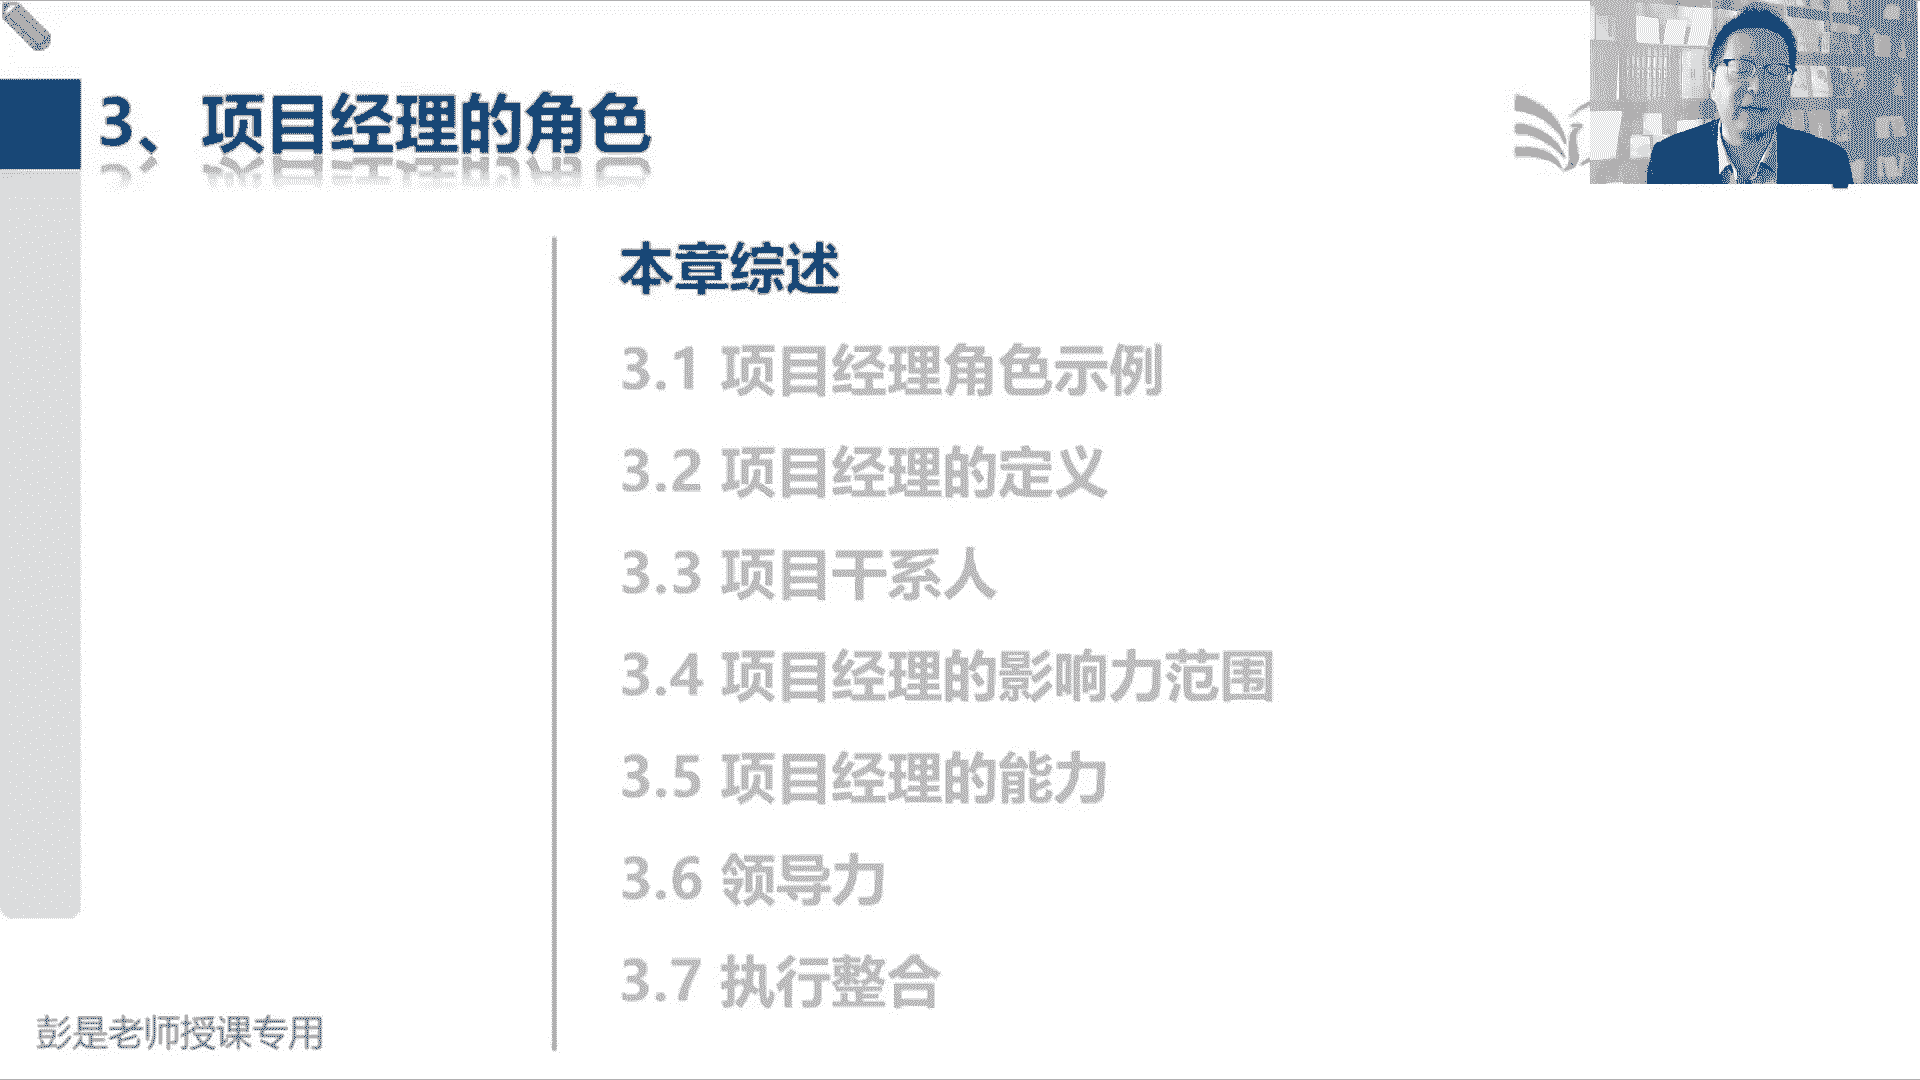 3、项目经理的角色
本章综述
3.1 项目经理角色示例
3.2 项目经理的定义
3.3 项目干系人
3.4 项目经理的影响力范围
3.5 项目经理的能力
3.6 领导力
3.7 执行整合
彭是老师授课专用